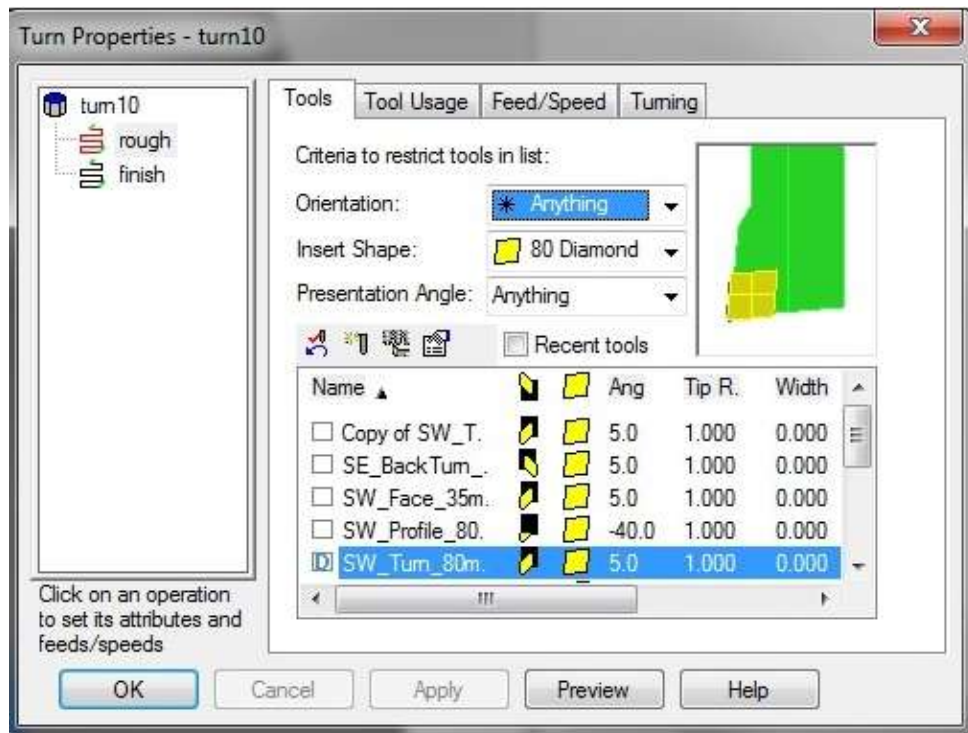 Turn Properties - turn10
turn10
rough
finish
Click on an operation
to set its attributes and
feeds/speeds
Tools Tool Usage Feed/Speed Turning
Criteria to restrict tools in list:
Orientation: Anything
Insert Shape: 80 Diamond
Presentation Angle: Anything
Recent tools
Name Ang Tip R. Width
Copy of SW_T. 5.0 1.000 0.000
SE_BackTurn_. 5.0 1.000 0.000
SW_Face_35m. 5.0 1.000 0.000
SW_Profile_80. -40.0 1.000 0.000
D SW_Turn_80m. 5.0 1.000 0.000
OK Cancel Apply Preview Help